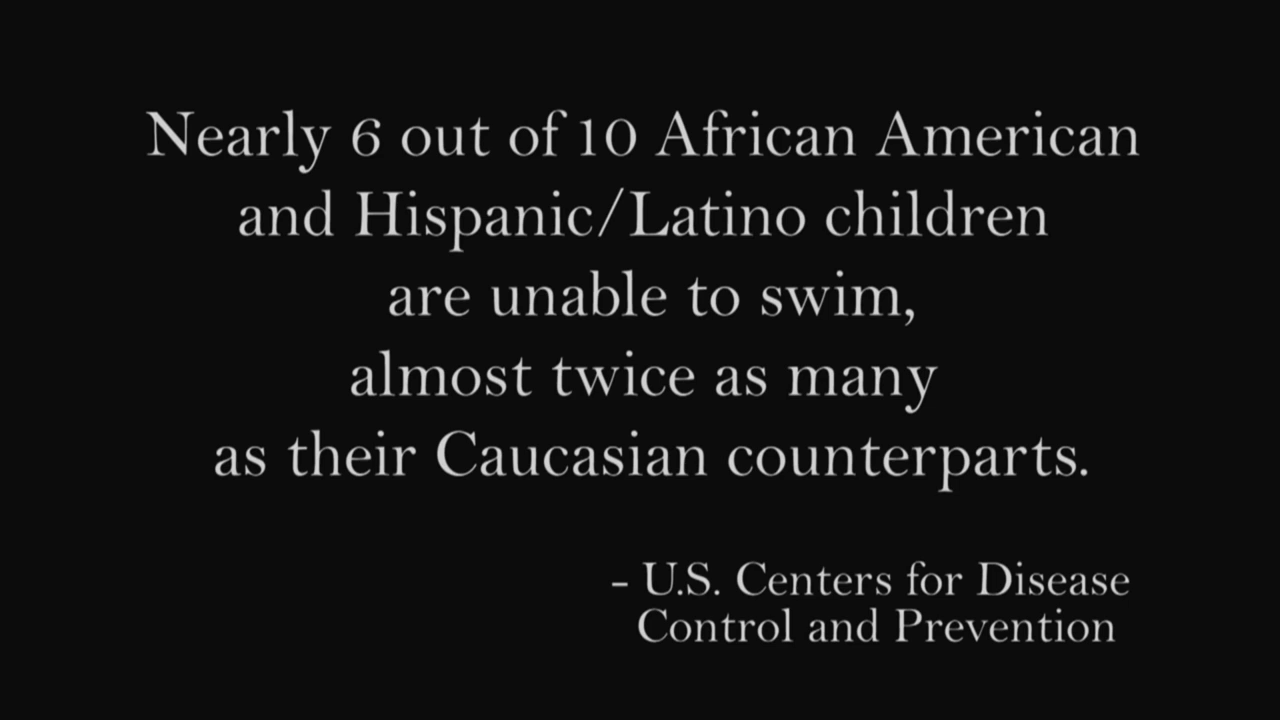 Nearly 6 out of 10 African American
and Hispanic/Latino children
are unable to swim,
almost twice as many
as their Caucasian counterparts.
– U.S. Centers for Disease
Control and Prevention